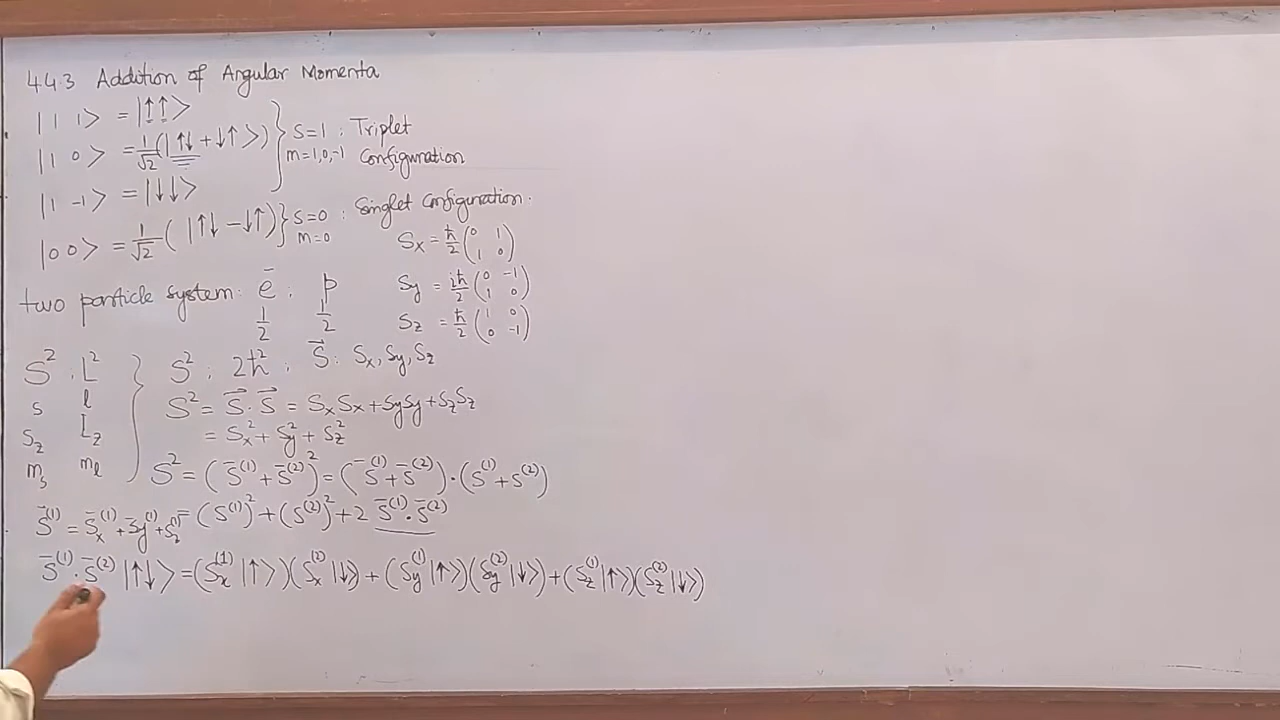 4.4.3 Addition of Angular Momenta
|1 1> = |↑↑>
|1 0> = 1/√2 (|↑↓ + ↓↑>)
|1 -1> = |↓↓>
} S=1 : Triplet
m=1,0,-1 Configuration
|0 0> = 1/√2 ( |↑↓ - ↓↑) } S=0 : Singlet Configuration.
m=0
Sx = ħ/2 (0 1 1 0)
two particle system: e⁻ : p
1/2 1/2
Sy = iħ/2 (0 -1 1 0)
Sz = ħ/2 (1 0 0 -1)
S² : L²
s l
Sz Lz
ms ml
} S² : 2ħ² : S⃗ : Sx, Sy, Sz
S² = S⃗ . S⃗ = SxSx + SySy + SzSz
= Sx² + Sy² + Sz²
S² = (S̄⁽¹⁾ + S̄⁽²⁾)² = (S̄⁽¹⁾ + S̄⁽²⁾) . (S⁽¹⁾ + S⁽²⁾)
= (S⁽¹⁾)² + (S⁽²⁾)² + 2 S̄⁽¹⁾ . S̄⁽²⁾
S̄⁽¹⁾ = S̄x⁽¹⁾ + S̄y⁽¹⁾ + Sz⁽¹⁾
S̄⁽¹⁾ . S̄⁽²⁾ |↑↓> = (Sx⁽¹⁾ |↑>)(Sx⁽²⁾ |↓>) + (Sy⁽¹⁾ |↑>)(Sy⁽²⁾ |↓>) + (Sz⁽¹⁾ |↑>)(Sz⁽²⁾ |↓>)